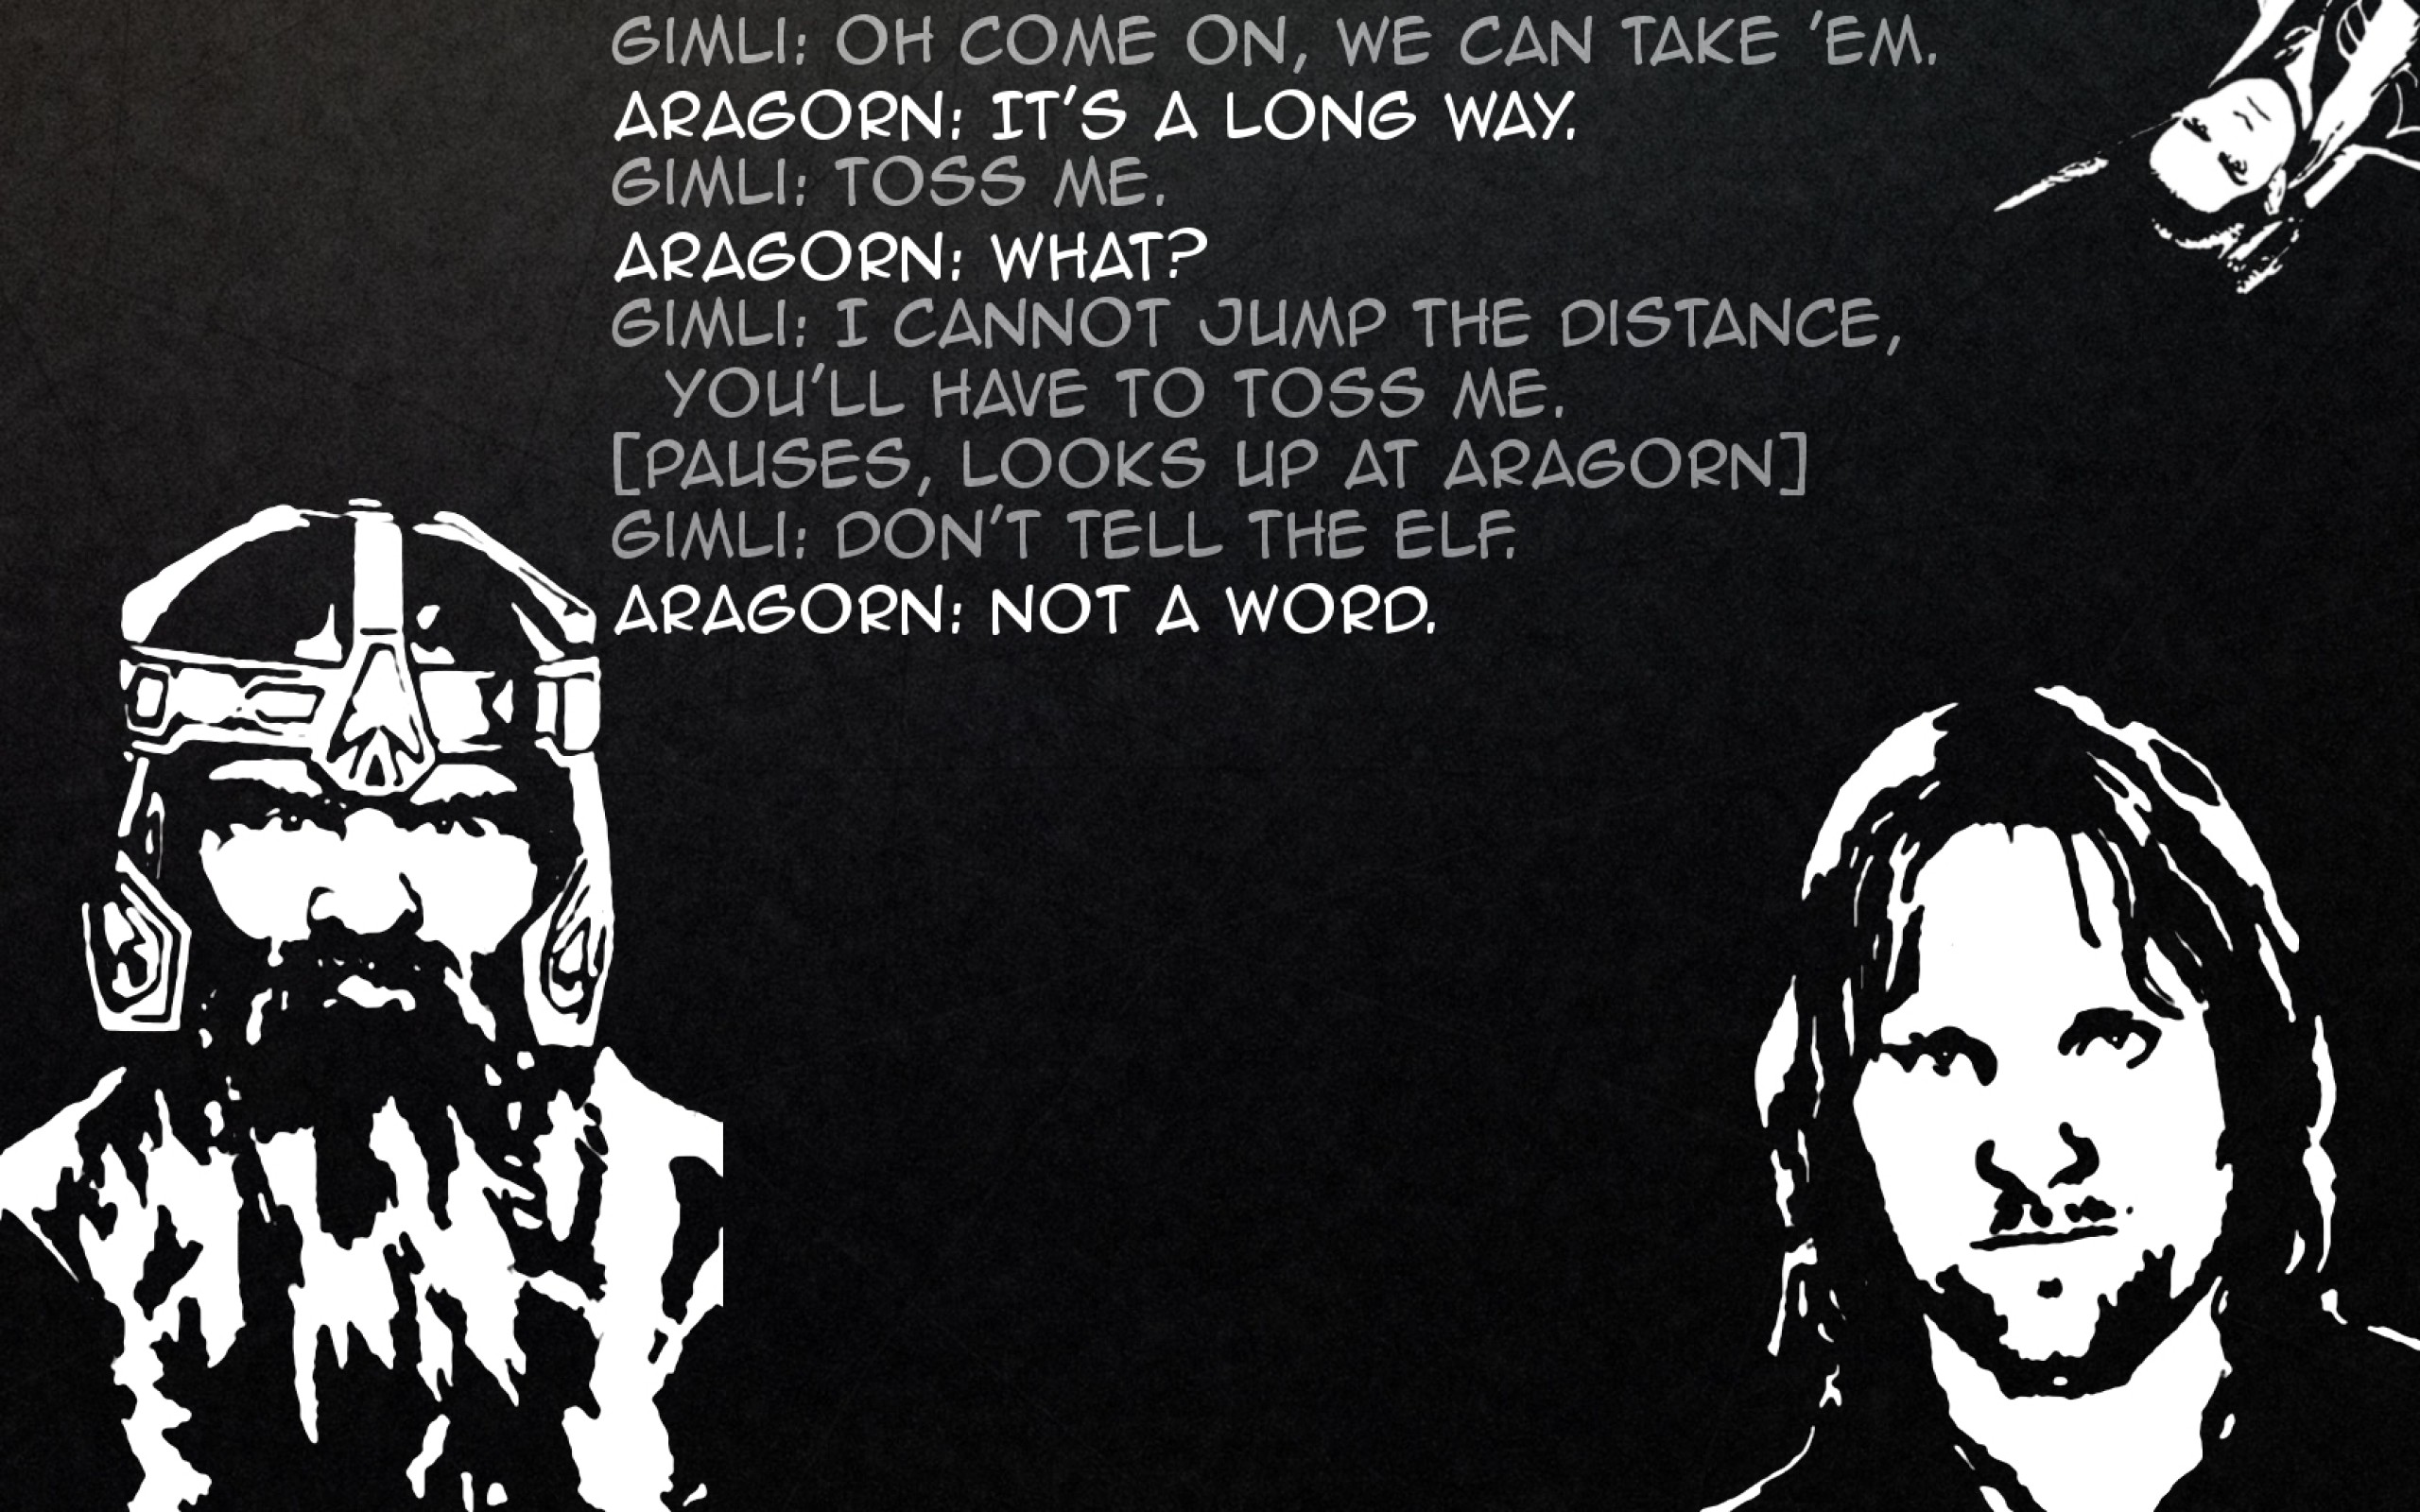 GIMLI: OH COME ON, WE CAN TAKE 'EM.
ARAGORN: IT'S A LONG WAY.
GIMLI: TOSS ME.
ARAGORN: WHAT?
GIMLI: I CANNOT JUMP THE DISTANCE,
YOU'LL HAVE TO TOSS ME.
[PAUSES, LOOKS UP AT ARAGORN]
GIMLI: DON'T TELL THE ELF.
ARAGORN: NOT A WORD.